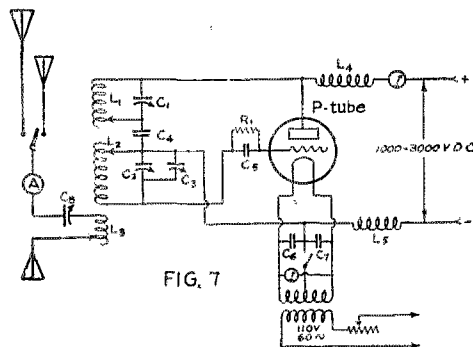 L4
+
L1
C1
P-tube
C4
R1
L2
C5
1000-3000 V D C
C2
C3
A
C8
-
L3
L5
C6
C7
FIG. 7
110V
60~